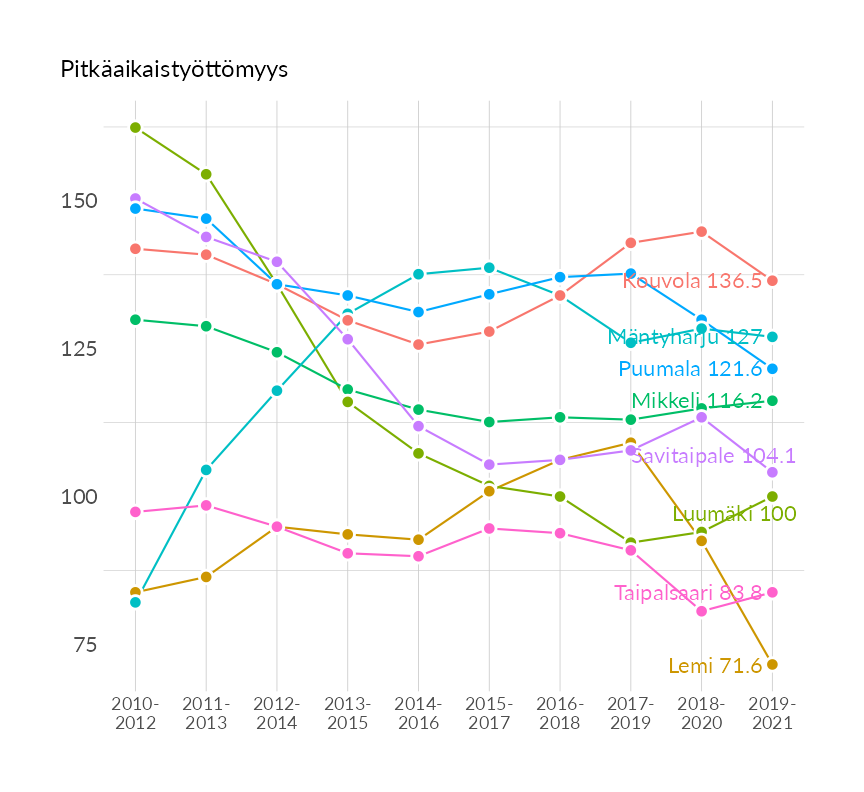 Pitkäaikaistyöttömyys
150
125
100
75
Kouvola 136.5
Mäntyharju 127
Puumala 121.6
Mikkeli 116.2
Savitaipale 104.1
Luumäki 100
Taipalsaari 83.8
Lemi 71.6
2010- 2011- 2012- 2013- 2014- 2015- 2016- 2017- 2018- 2019-
2012 2013 2014 2015 2016 2017 2018 2019 2020 2021